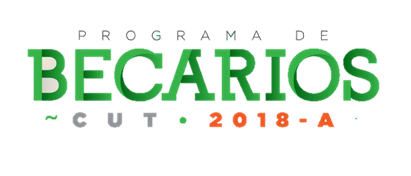 PROGRAMA DE
BECARIOS
~ CUT • 2018-A ·